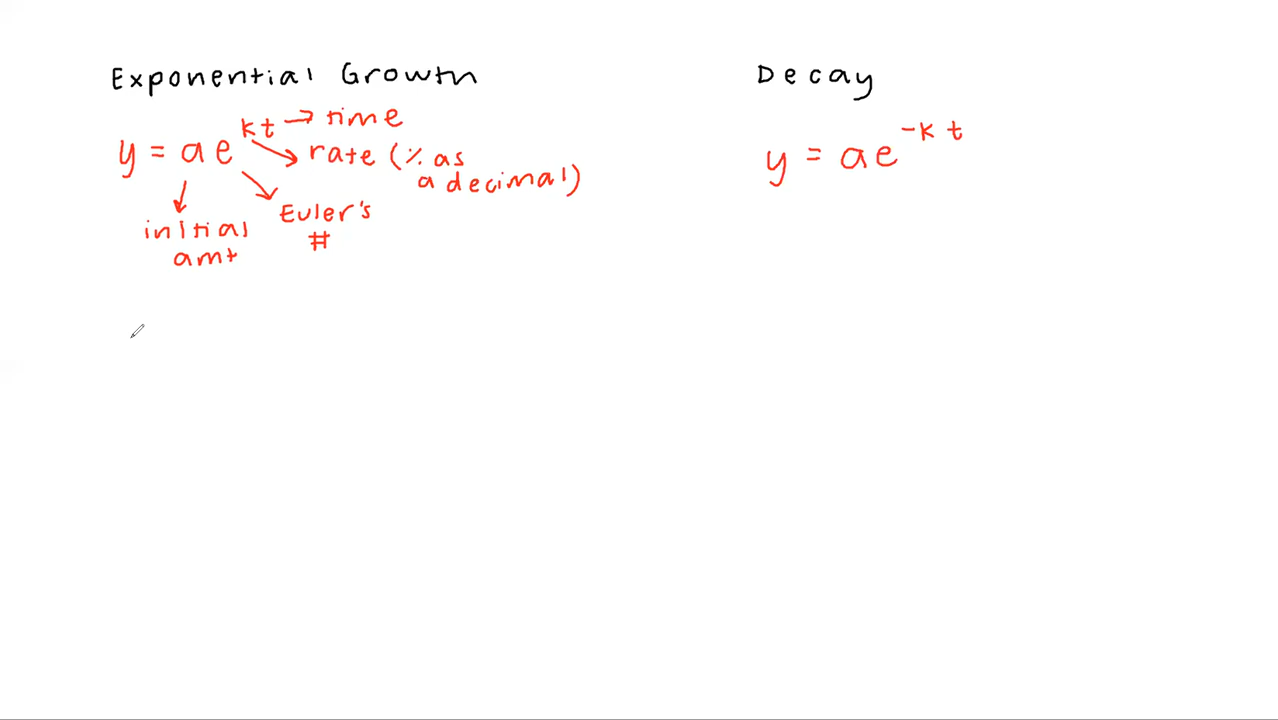 Exponential Growth
y = ae^kt → time
rate (% as
a decimal)
initial
amt
Euler's
#
Decay
y = ae^-kt